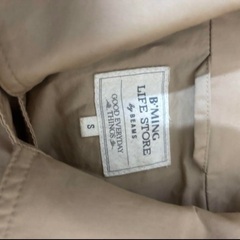 B:MING
LIFE STORE
by BEAMS
GOOD EVERYDAY
THINGS
S